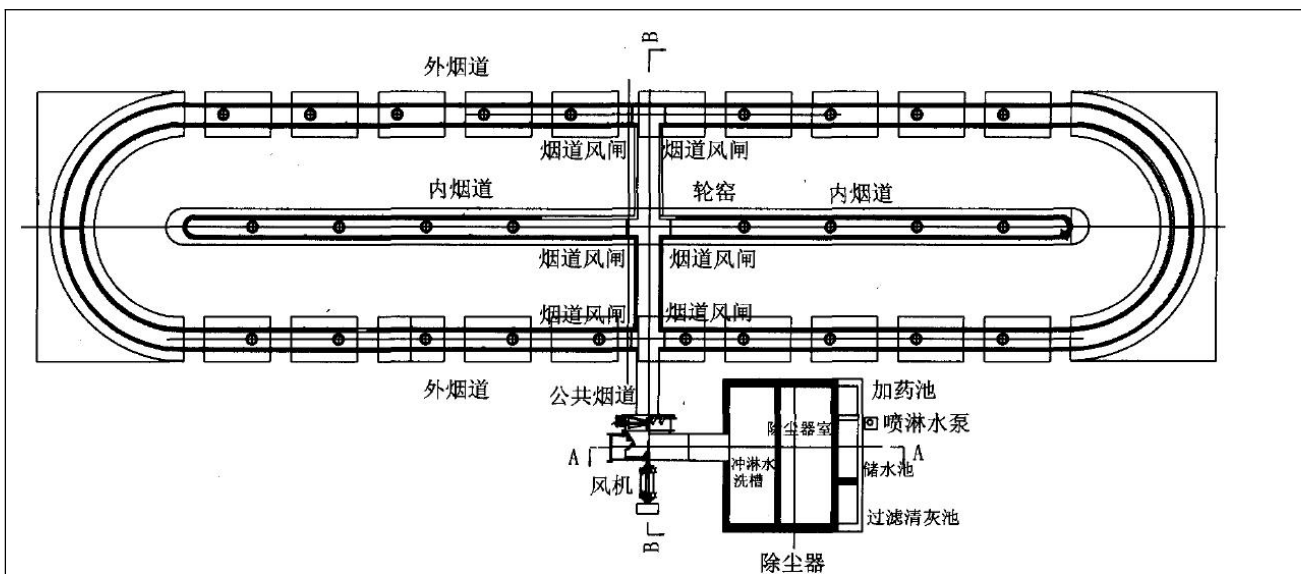 B
外烟道
烟道风闸 烟道风闸
内烟道 轮窑 内烟道
烟道风闸 烟道风闸
烟道风闸 烟道风闸
外烟道 公共烟道 加药池
除尘器室 喷淋水泵
A A
冲淋水洗槽 储水池
风机
过滤清灰池
B
除尘器